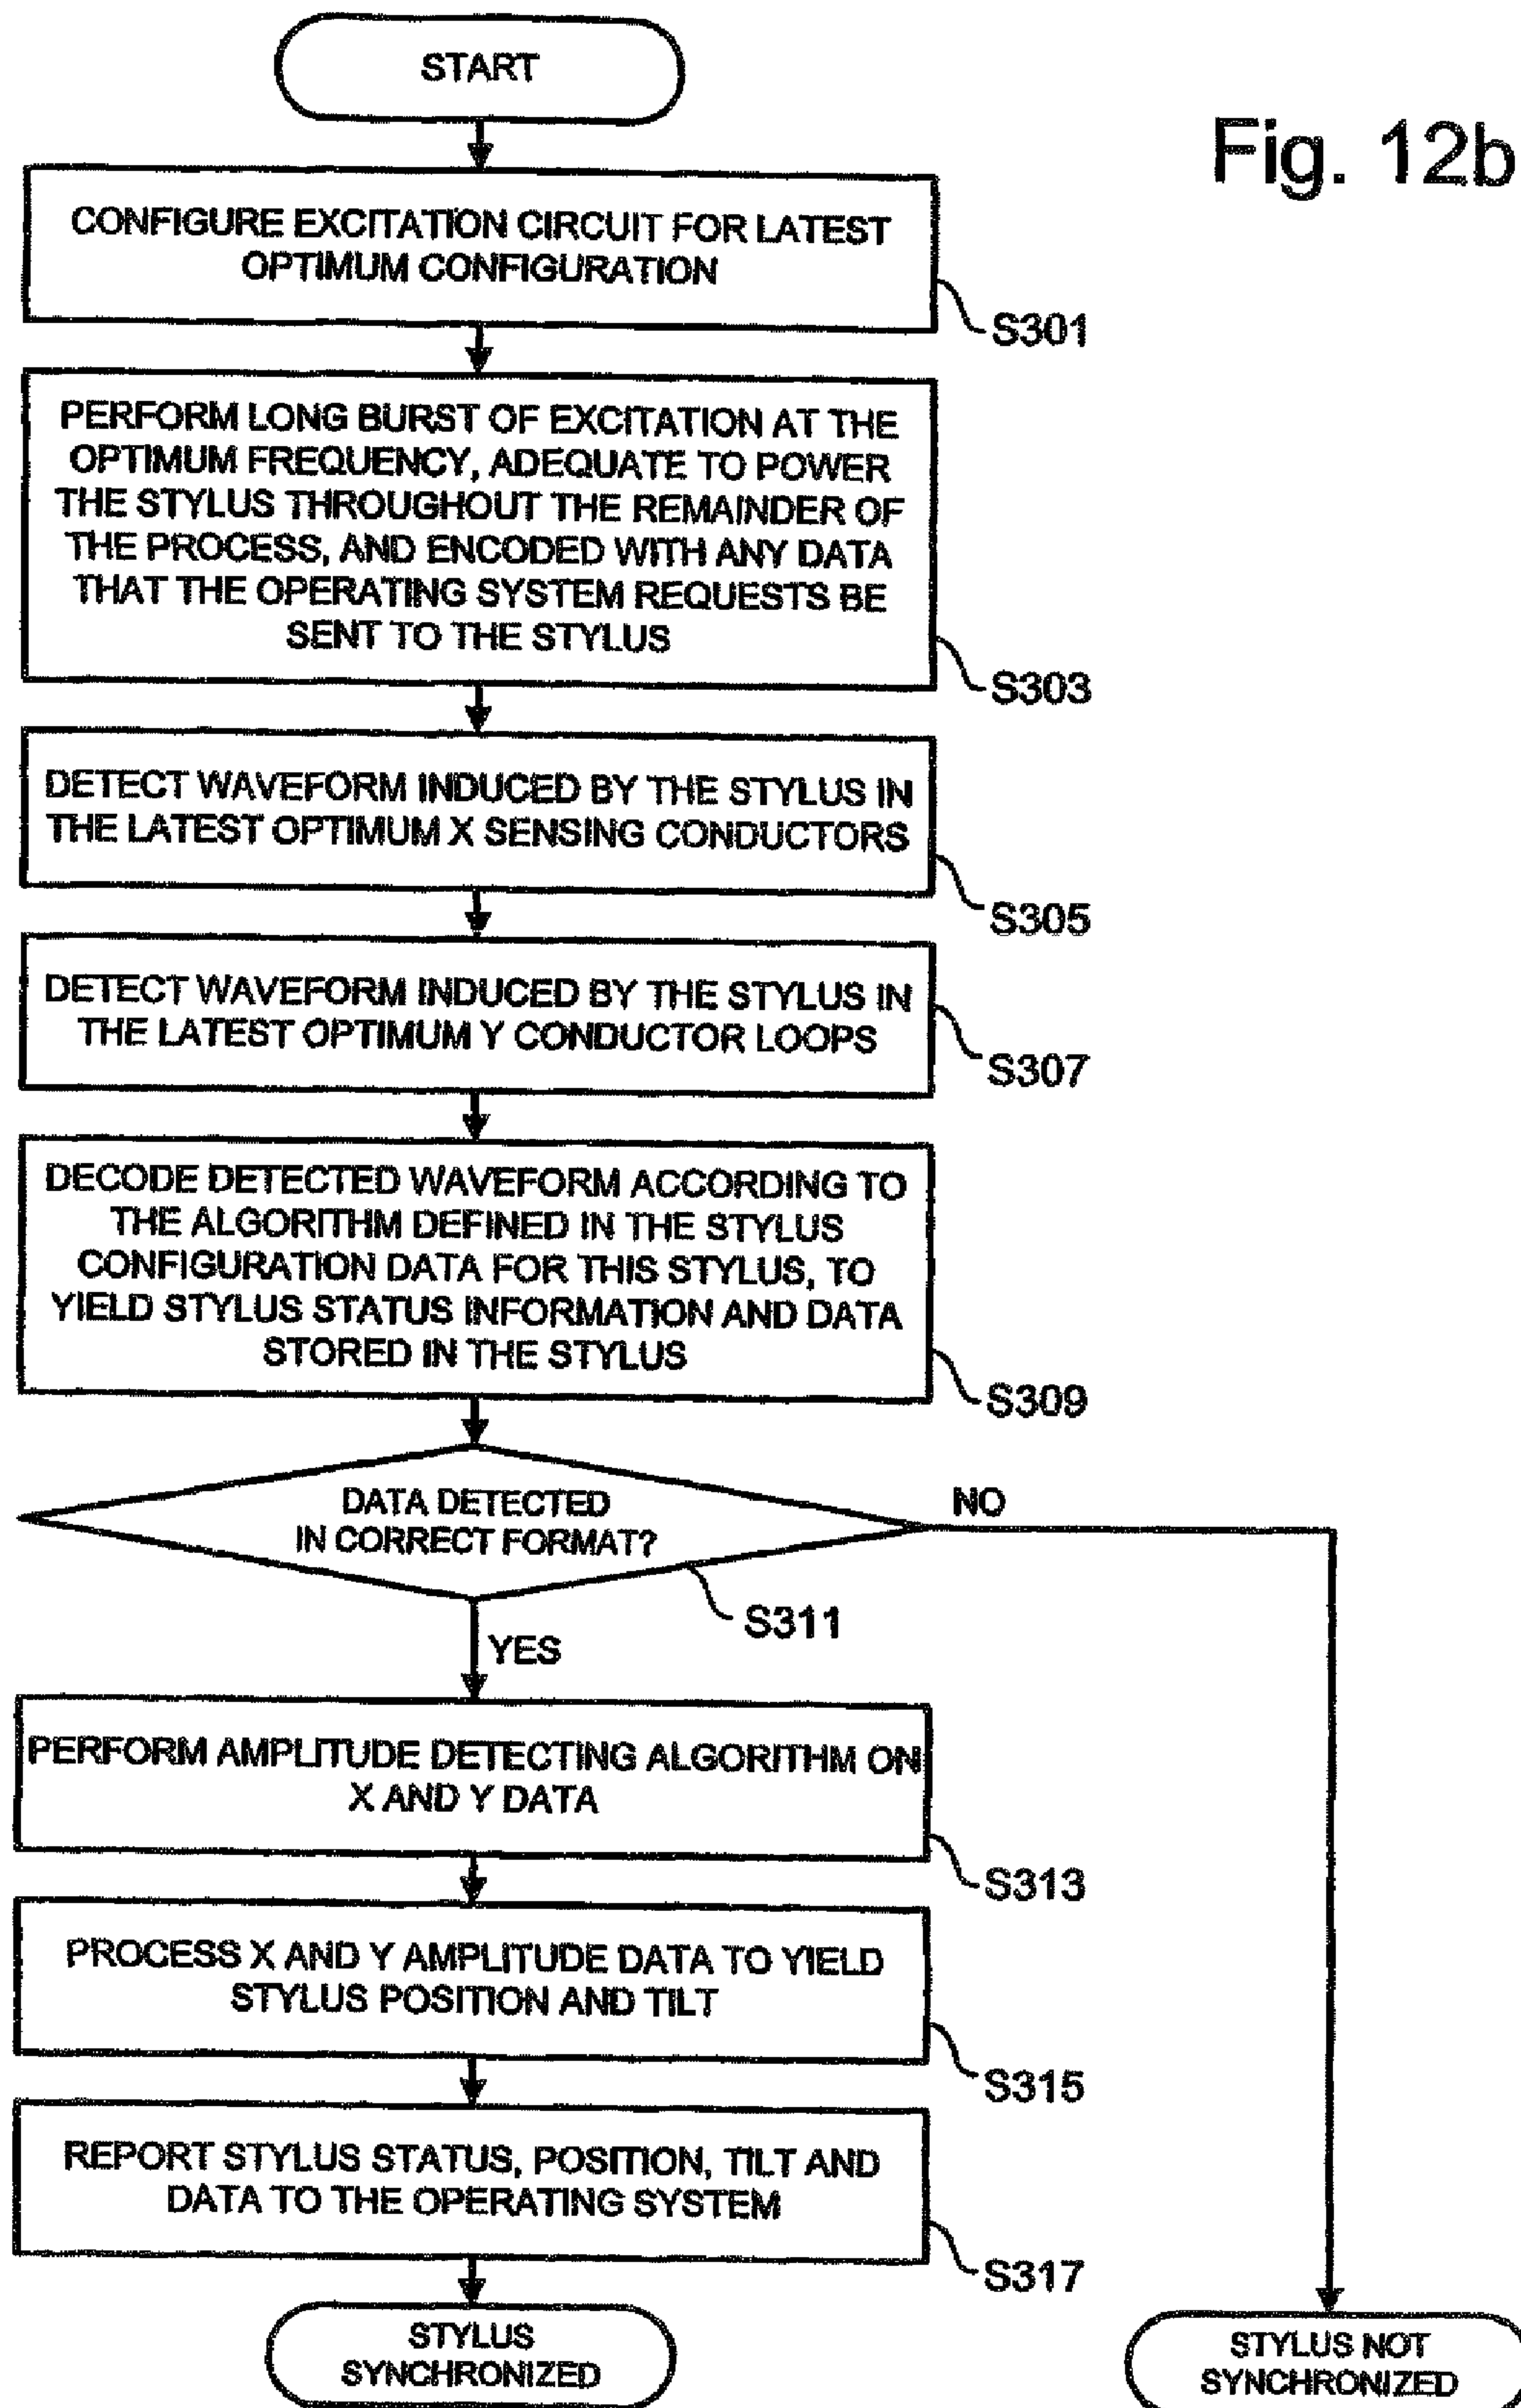 START
Fig. 12b
CONFIGURE EXCITATION CIRCUIT FOR LATEST
OPTIMUM CONFIGURATION
S301
PERFORM LONG BURST OF EXCITATION AT THE
OPTIMUM FREQUENCY, ADEQUATE TO POWER
THE STYLUS THROUGHOUT THE REMAINDER OF
THE PROCESS, AND ENCODED WITH ANY DATA
THAT THE OPERATING SYSTEM REQUESTS BE
SENT TO THE STYLUS
S303
DETECT WAVEFORM INDUCED BY THE STYLUS IN
THE LATEST OPTIMUM X SENSING CONDUCTORS
S305
DETECT WAVEFORM INDUCED BY THE STYLUS IN
THE LATEST OPTIMUM Y CONDUCTOR LOOPS
S307
DECODE DETECTED WAVEFORM ACCORDING TO
THE ALGORITHM DEFINED IN THE STYLUS
CONFIGURATION DATA FOR THIS STYLUS, TO
YIELD STYLUS STATUS INFORMATION AND DATA
STORED IN THE STYLUS
S309
DATA DETECTED
IN CORRECT FORMAT?
NO
S311
YES
PERFORM AMPLITUDE DETECTING ALGORITHM ON
X AND Y DATA
S313
PROCESS X AND Y AMPLITUDE DATA TO YIELD
STYLUS POSITION AND TILT
S315
REPORT STYLUS STATUS, POSITION, TILT AND
DATA TO THE OPERATING SYSTEM
S317
STYLUS
SYNCHRONIZED
STYLUS NOT
SYNCHRONIZED